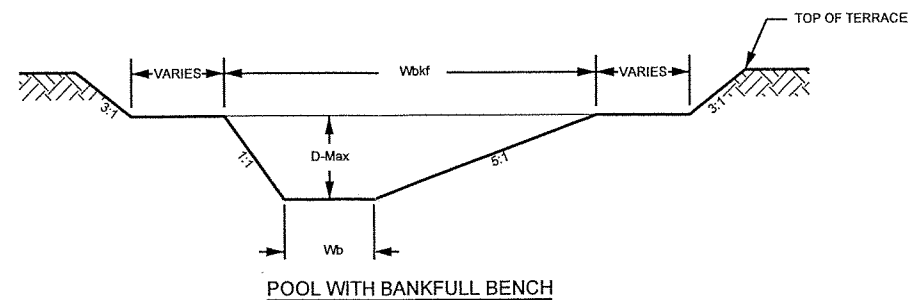 TOP OF TERRACE
VARIES
Wbkf
VARIES
3:1
3:1
1:1
D-Max
5:1
Wb
POOL WITH BANKFULL BENCH